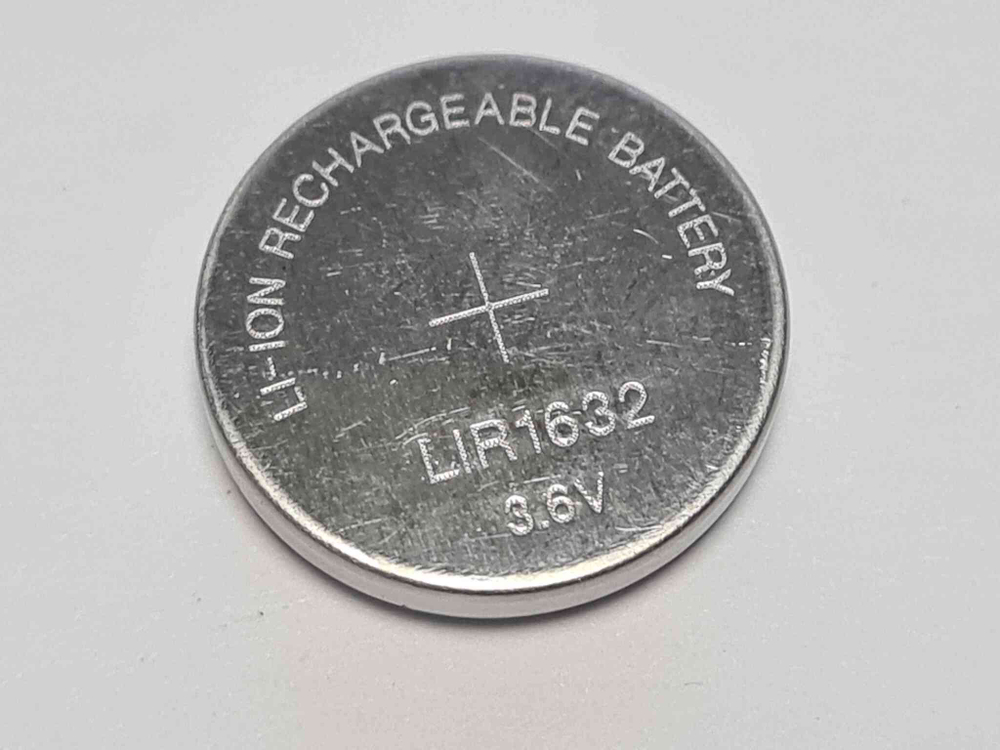 LI-ION RECHARGEABLE BATTERY
+
LIR1632
3.6V